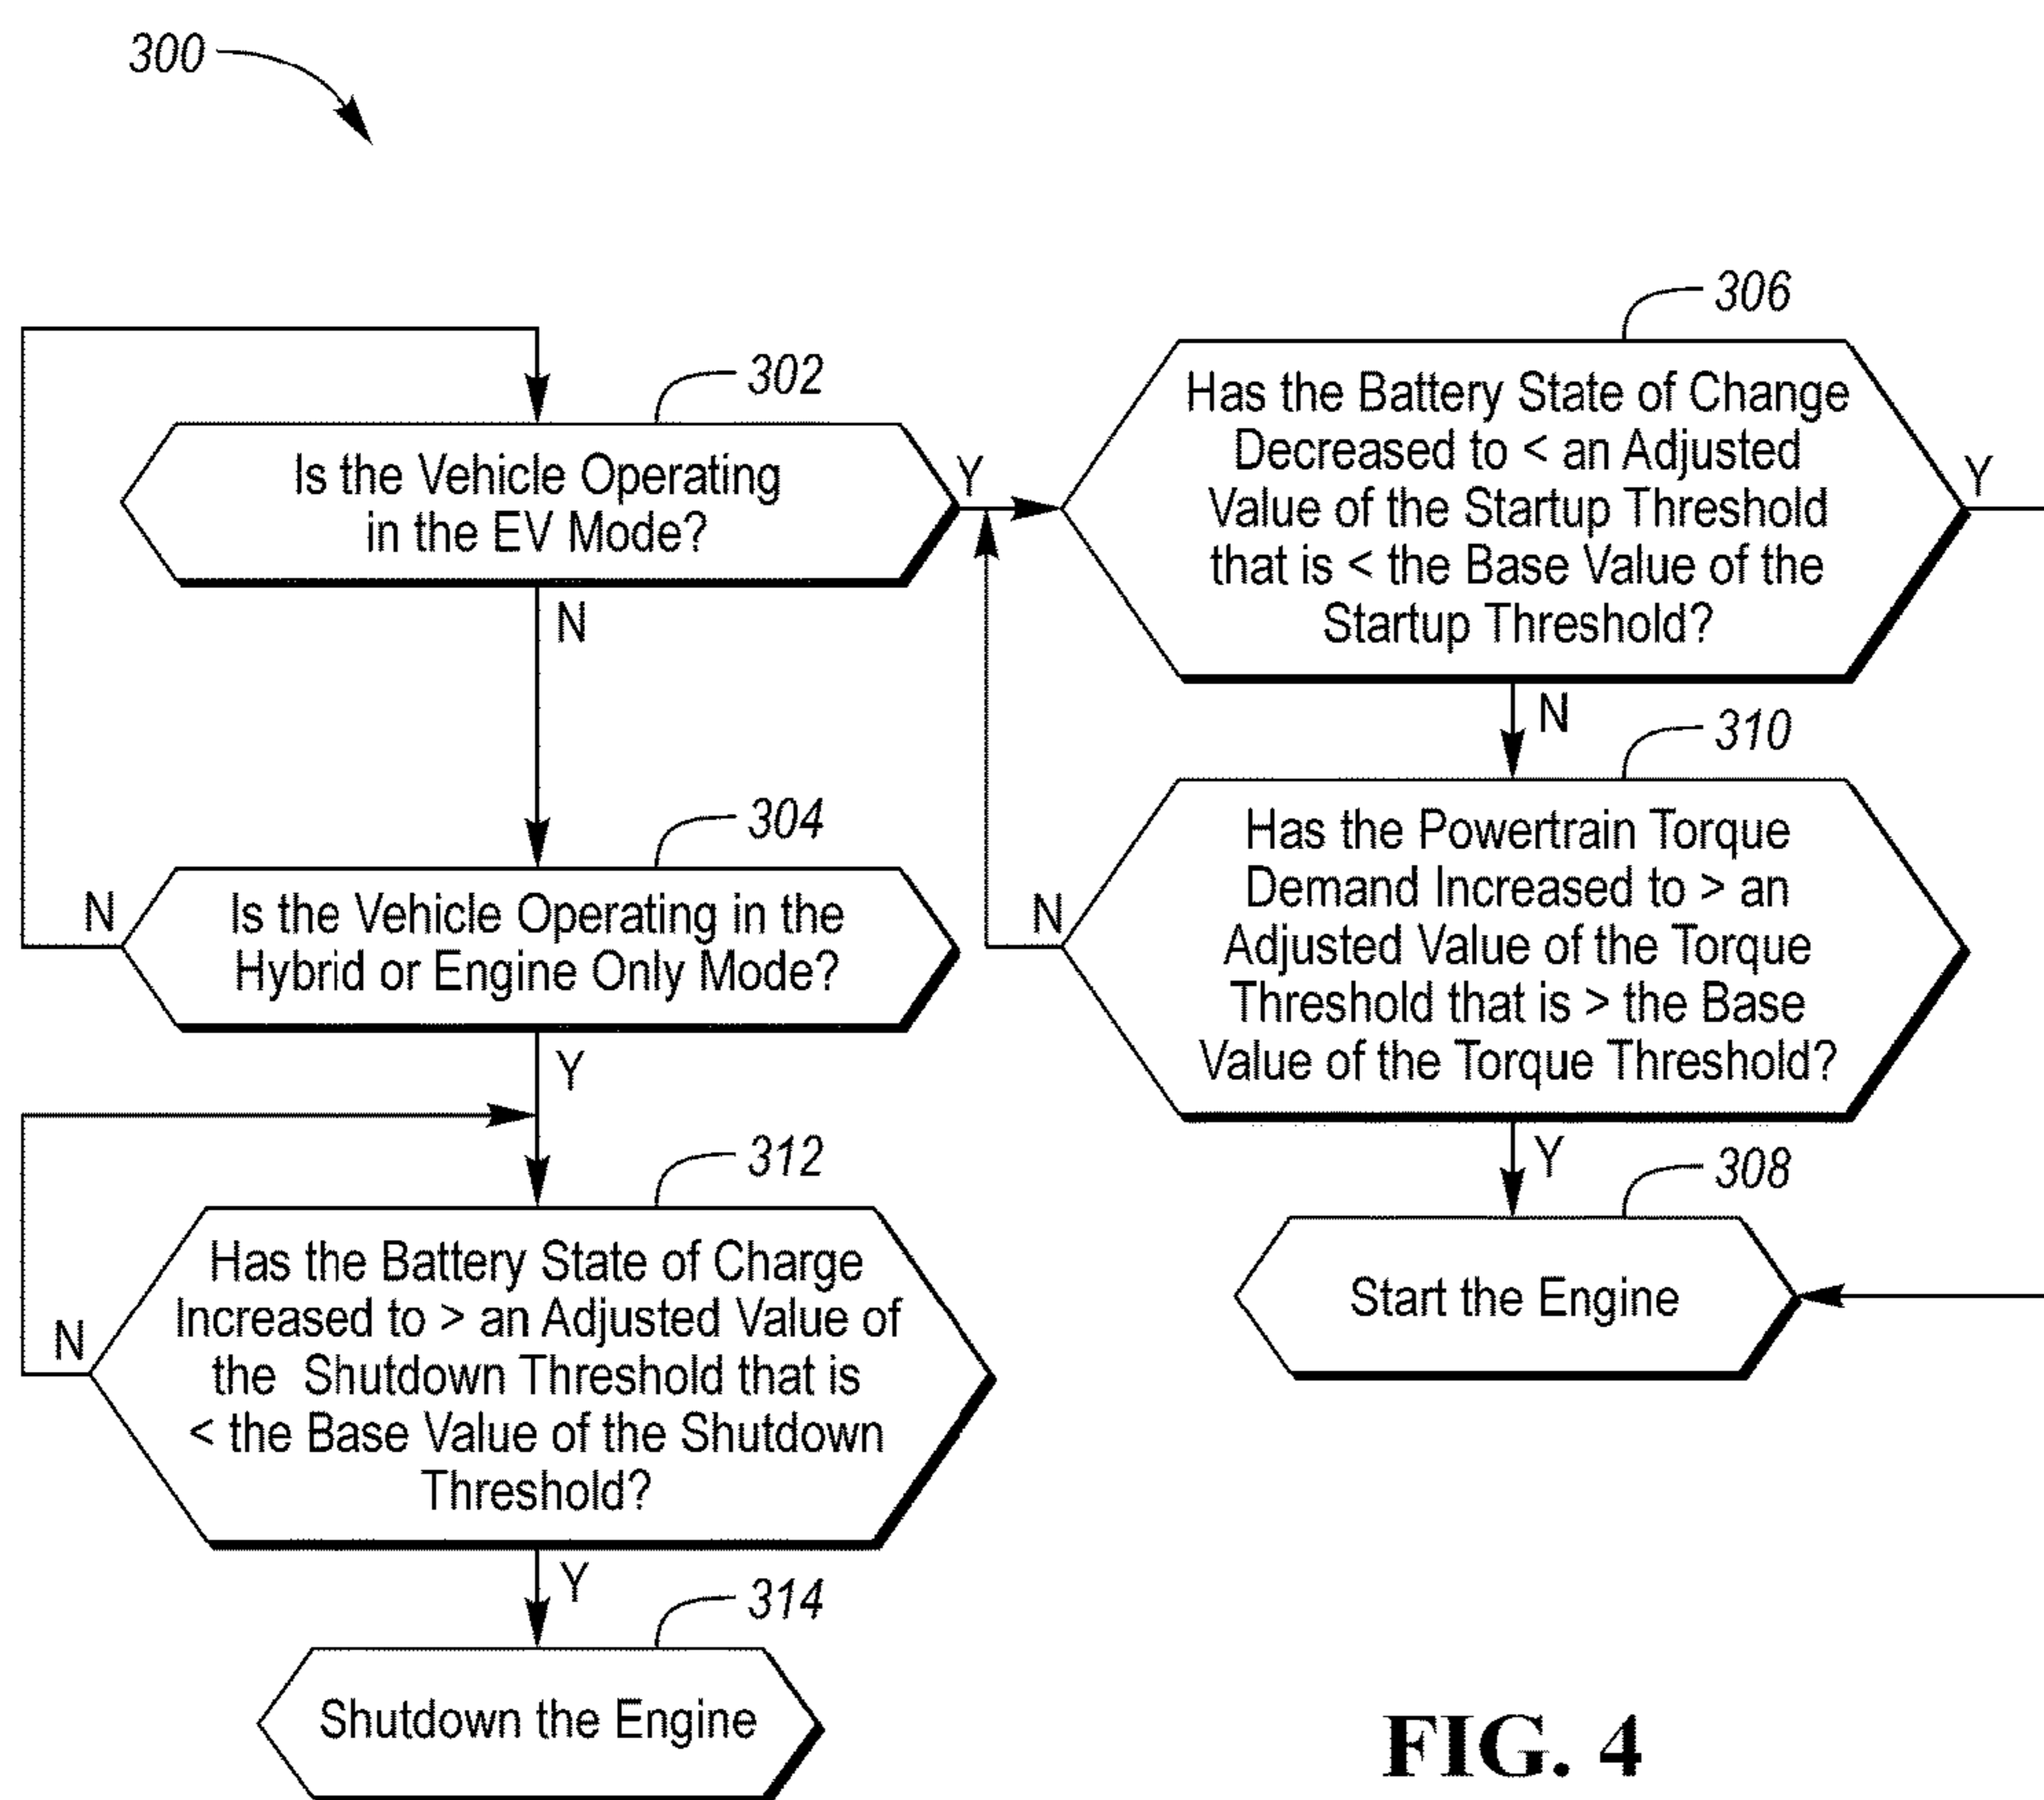 300
302
Is the Vehicle Operating
in the EV Mode?
Y
N
304
Is the Vehicle Operating in the
Hybrid or Engine Only Mode?
N
Y
312
Has the Battery State of Charge
Increased to > an Adjusted Value of
the Shutdown Threshold that is
< the Base Value of the Shutdown
Threshold?
N
Y
314
Shutdown the Engine
306
Has the Battery State of Change
Decreased to < an Adjusted
Value of the Startup Threshold
that is < the Base Value of the
Startup Threshold?
Y
N
310
Has the Powertrain Torque
Demand Increased to > an
Adjusted Value of the Torque
Threshold that is > the Base
Value of the Torque Threshold?
N
Y
308
Start the Engine
FIG. 4